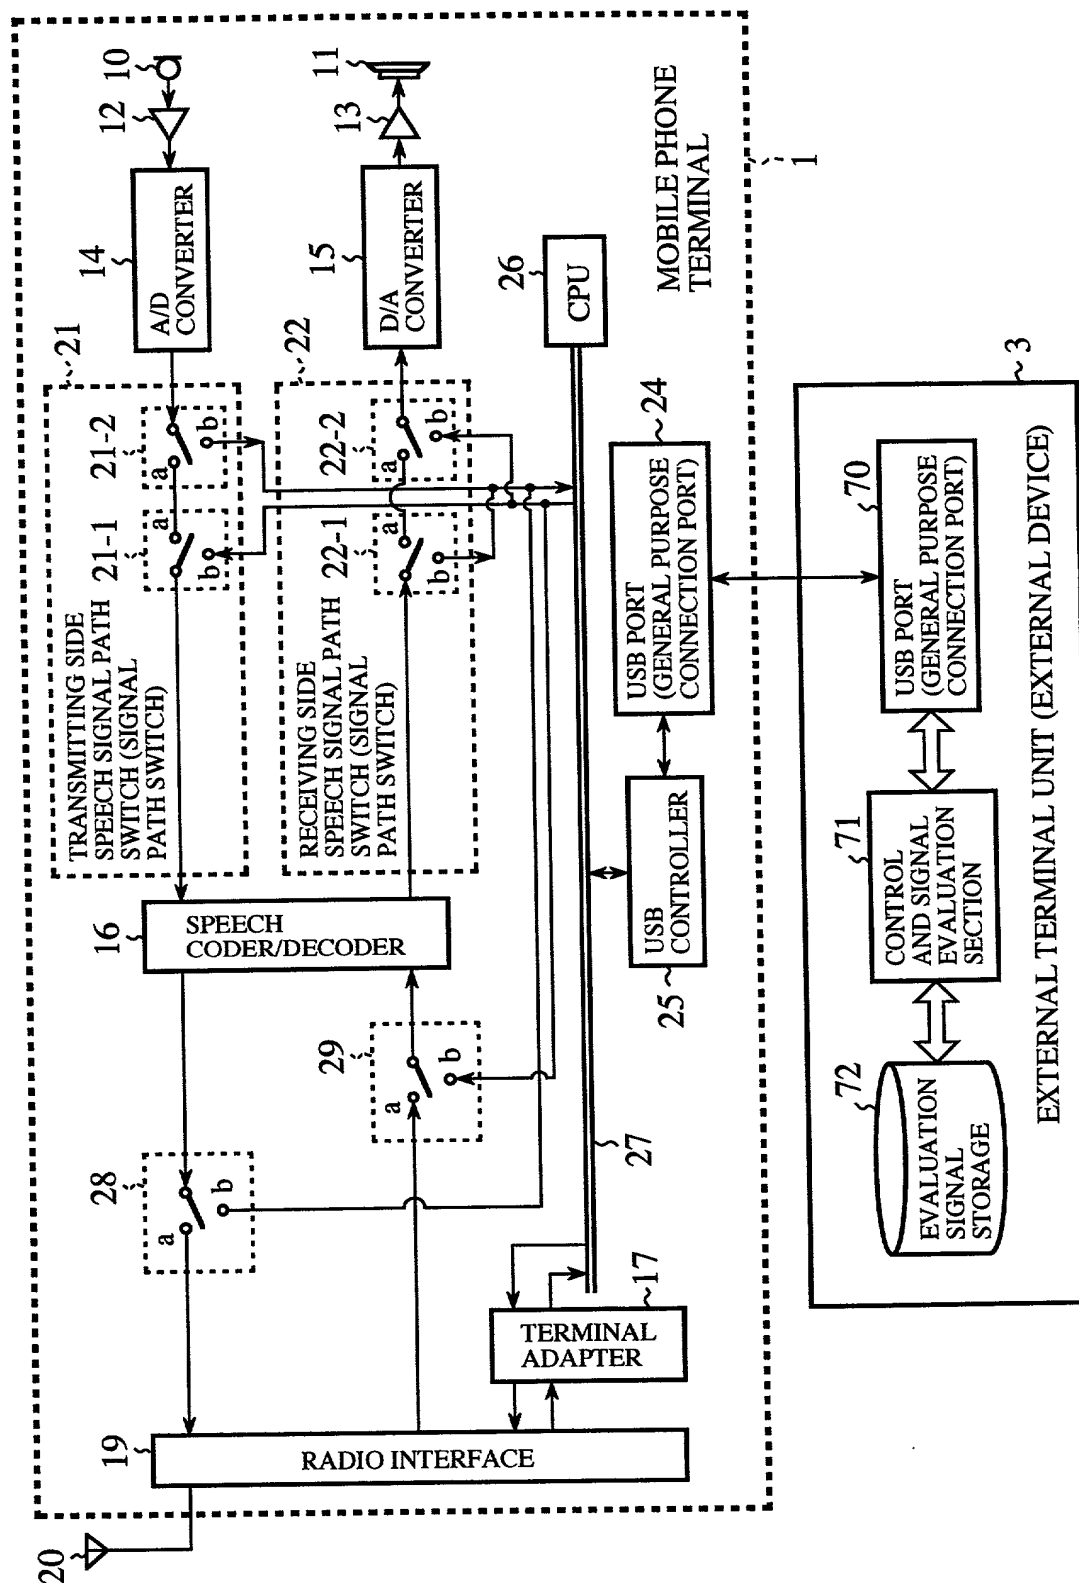 20
19
RADIO INTERFACE
28
a
b
29
a
b
16
SPEECH
CODER/DECODER
TRANSMITTING SIDE
SPEECH SIGNAL PATH
SWITCH (SIGNAL
PATH SWITCH)
21
21-1
a
b
21-2
a
b
RECEIVING SIDE
SPEECH SIGNAL PATH
SWITCH (SIGNAL
PATH SWITCH)
22
22-1
a
b
22-2
b
14
A/D
CONVERTER
12
10
15
D/A
CONVERTER
13
11
TERMINAL
ADAPTER
17
27
26
CPU
25
USB
CONTROLLER
24
USB PORT
(GENERAL PURPOSE
CONNECTION PORT)
MOBILE PHONE
TERMINAL
1
72
EVALUATION
SIGNAL
STORAGE
71
CONTROL
AND SIGNAL
EVALUATION
SECTION
70
USB PORT
(GENERAL PURPOSE
CONNECTION PORT)
3
EXTERNAL TERMINAL UNIT (EXTERNAL DEVICE)